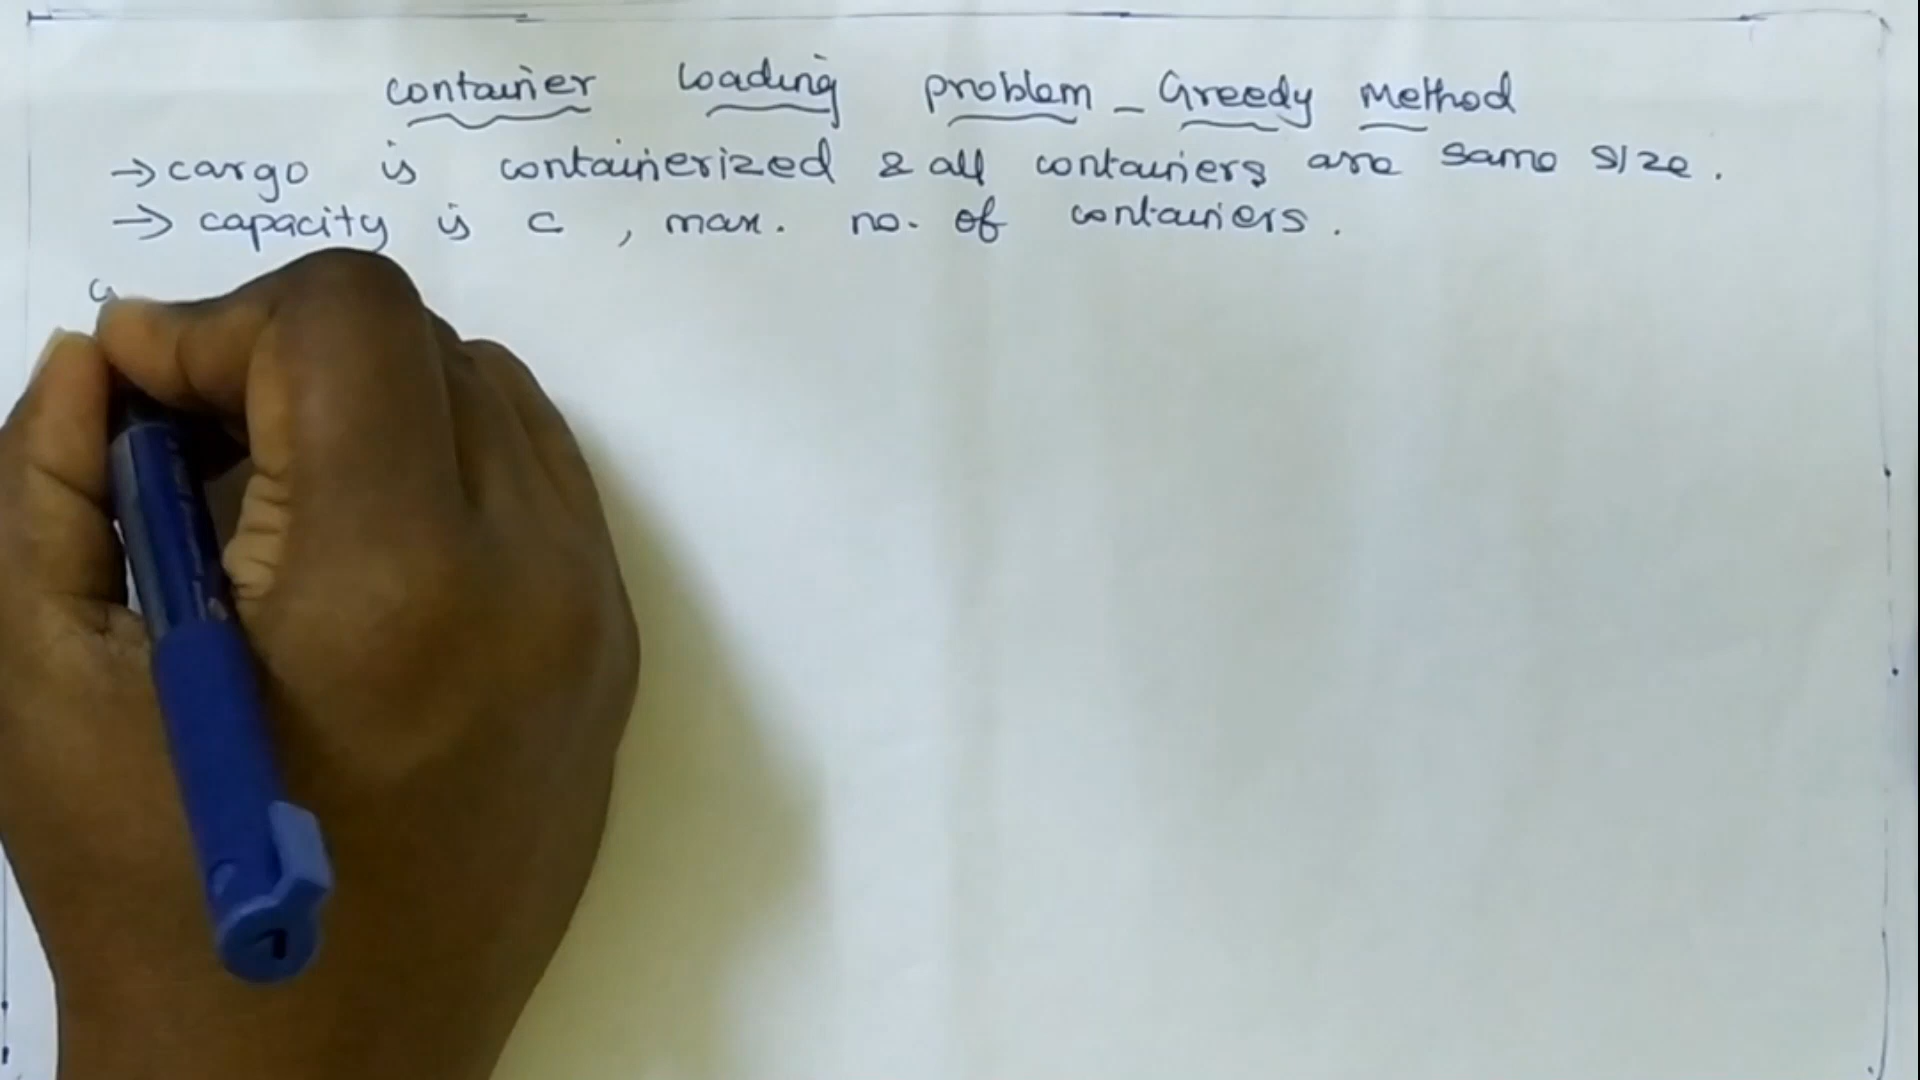 container loading problem - Greedy Method
→ cargo is containerized & all containers are same size.
→ capacity is c, max. no. of containers.